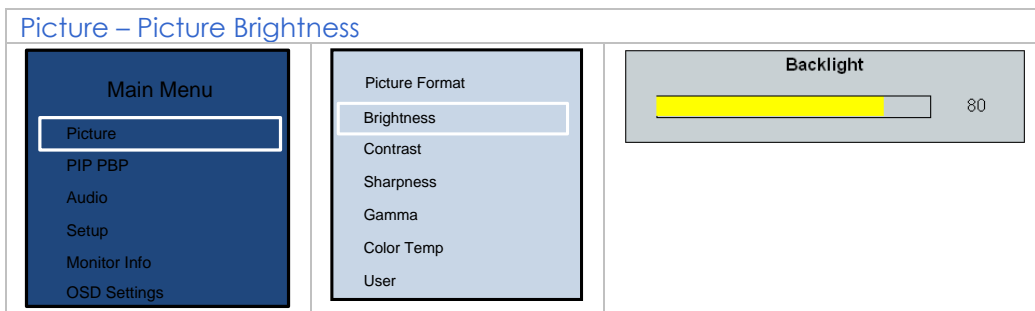 Picture – Picture Brightness
Main Menu
Picture
PIP PBP
Audio
Setup
Monitor Info
OSD Settings
Picture Format
Brightness
Contrast
Sharpness
Gamma
Color Temp
User
Backlight
80